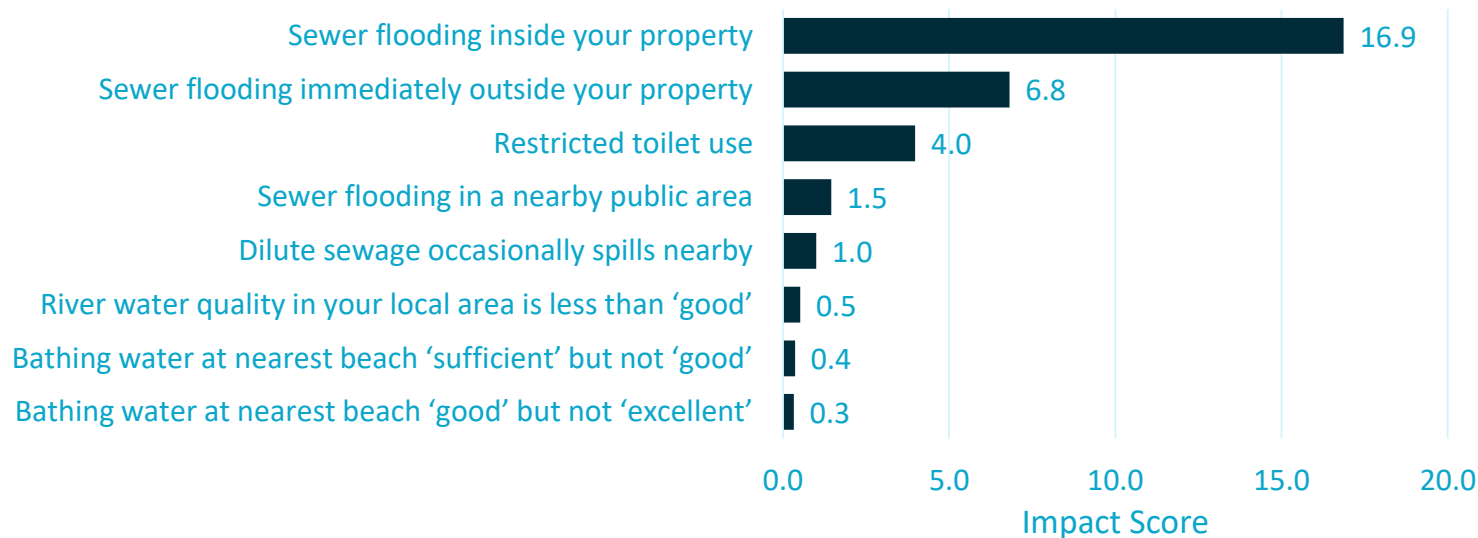 Sewer flooding inside your property 16.9
Sewer flooding immediately outside your property 6.8
Restricted toilet use 4.0
Sewer flooding in a nearby public area 1.5
Dilute sewage occasionally spills nearby 1.0
River water quality in your local area is less than ‘good’ 0.5
Bathing water at nearest beach ‘sufficient’ but not ‘good’ 0.4
Bathing water at nearest beach ‘good’ but not ‘excellent’ 0.3
0.0 5.0 10.0 15.0 20.0
Impact Score